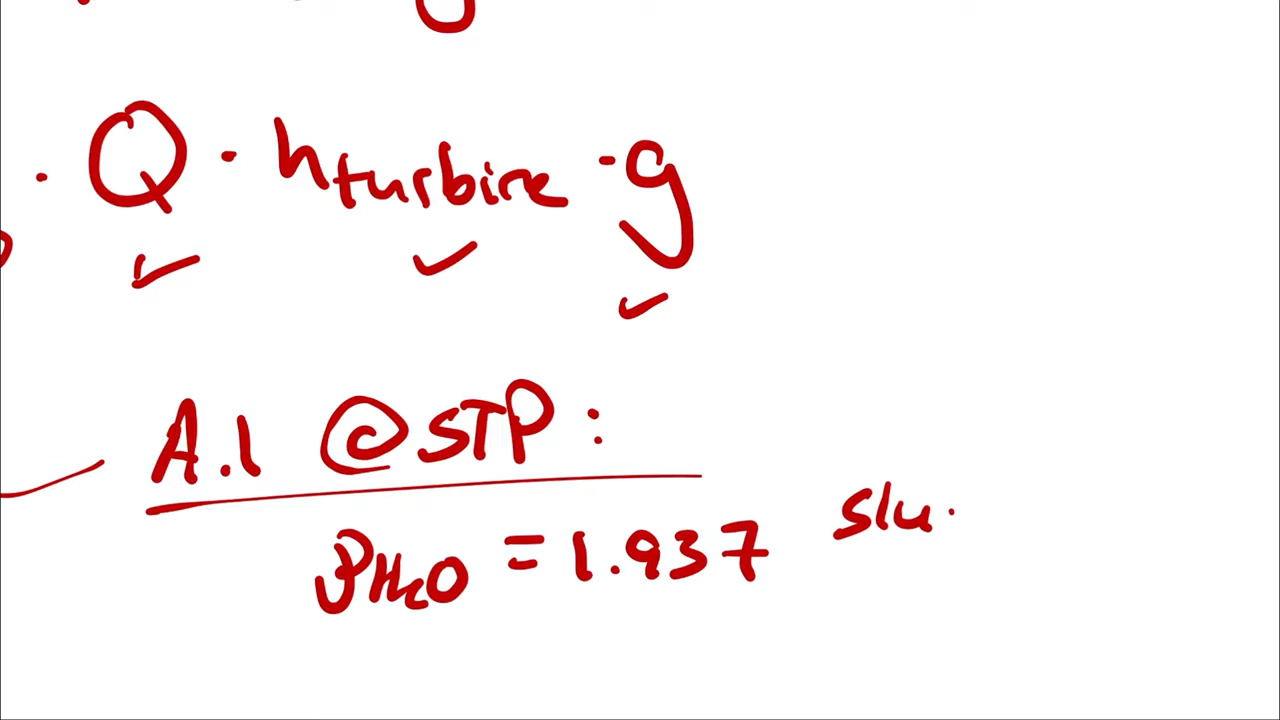 · Q · hturbine · g
A.1 @STP:
ρH₂O = 1.937 slu